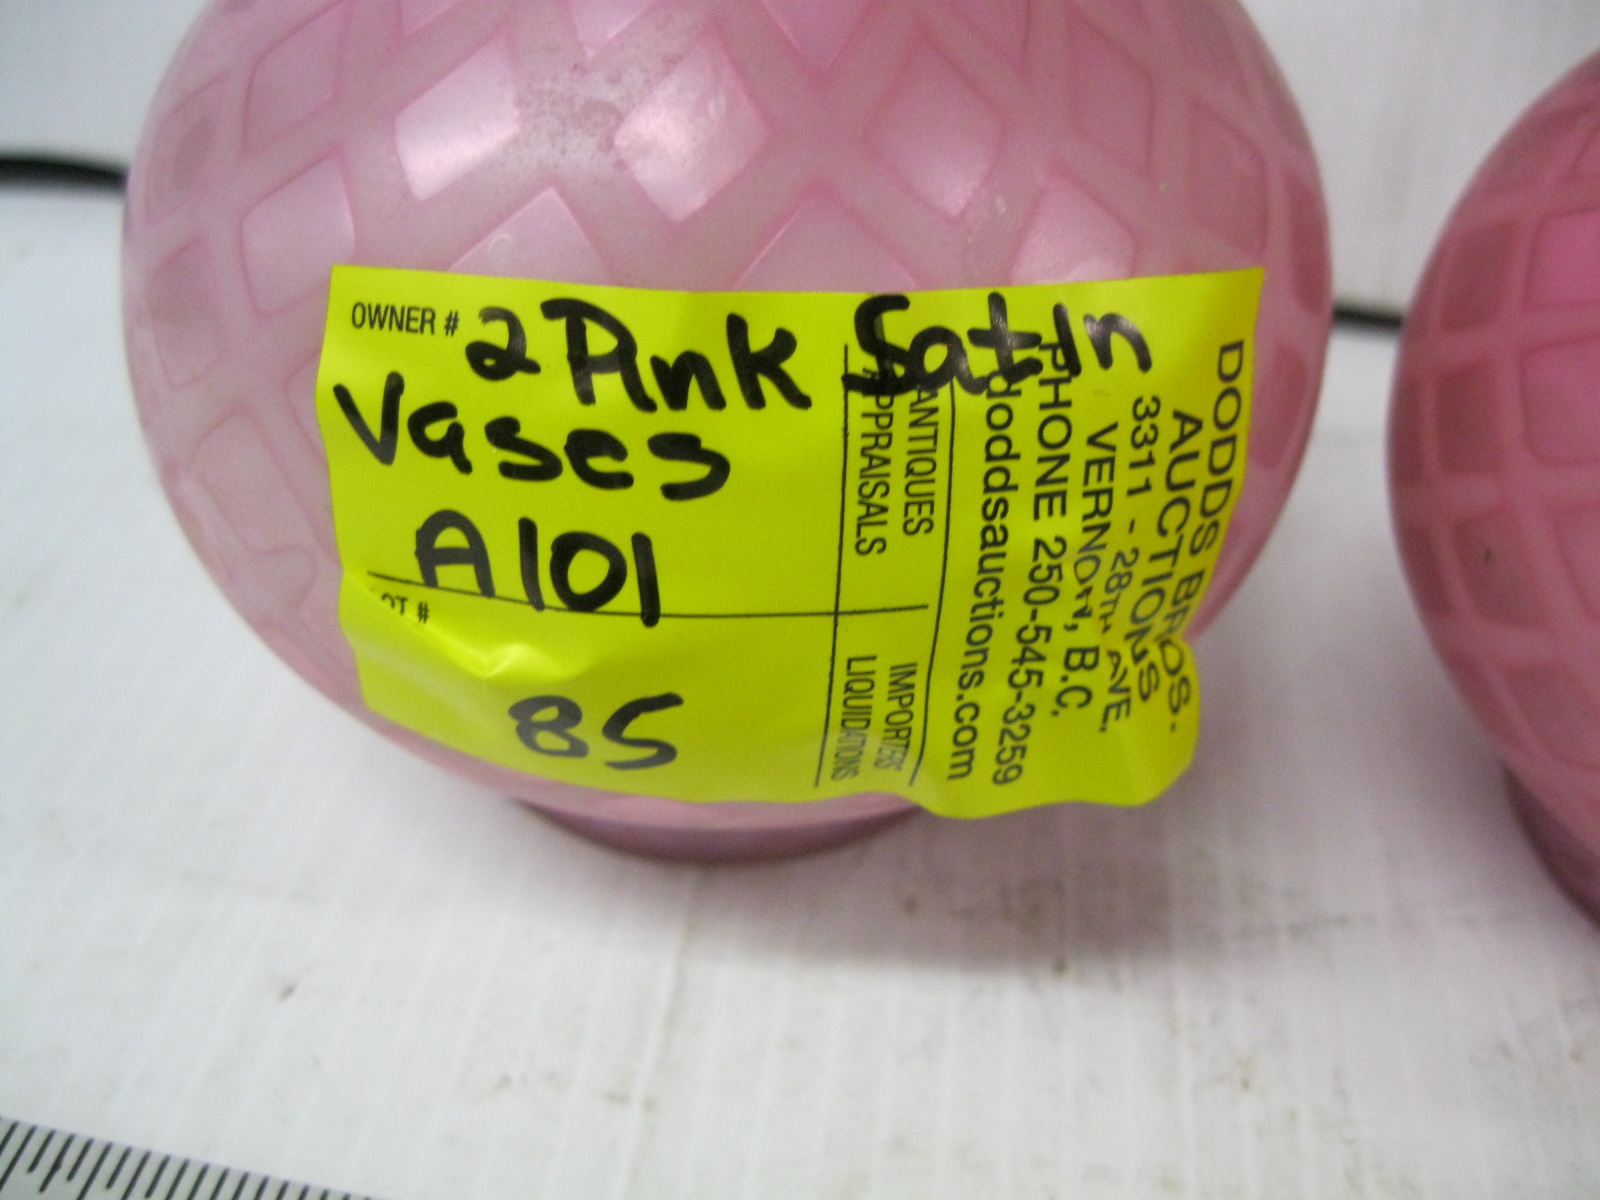 OWNER # 2 Pink Satin
Vases
A101
LOT #
85
ANTIQUES
APPRAISALS
IMPORTERS
LIQUIDATIONS
DODDS BROS.
AUCTIONS
3311 - 28TH AVE.
VERNON, B.C.
PHONE 250-545-3259
doddsauctions.com